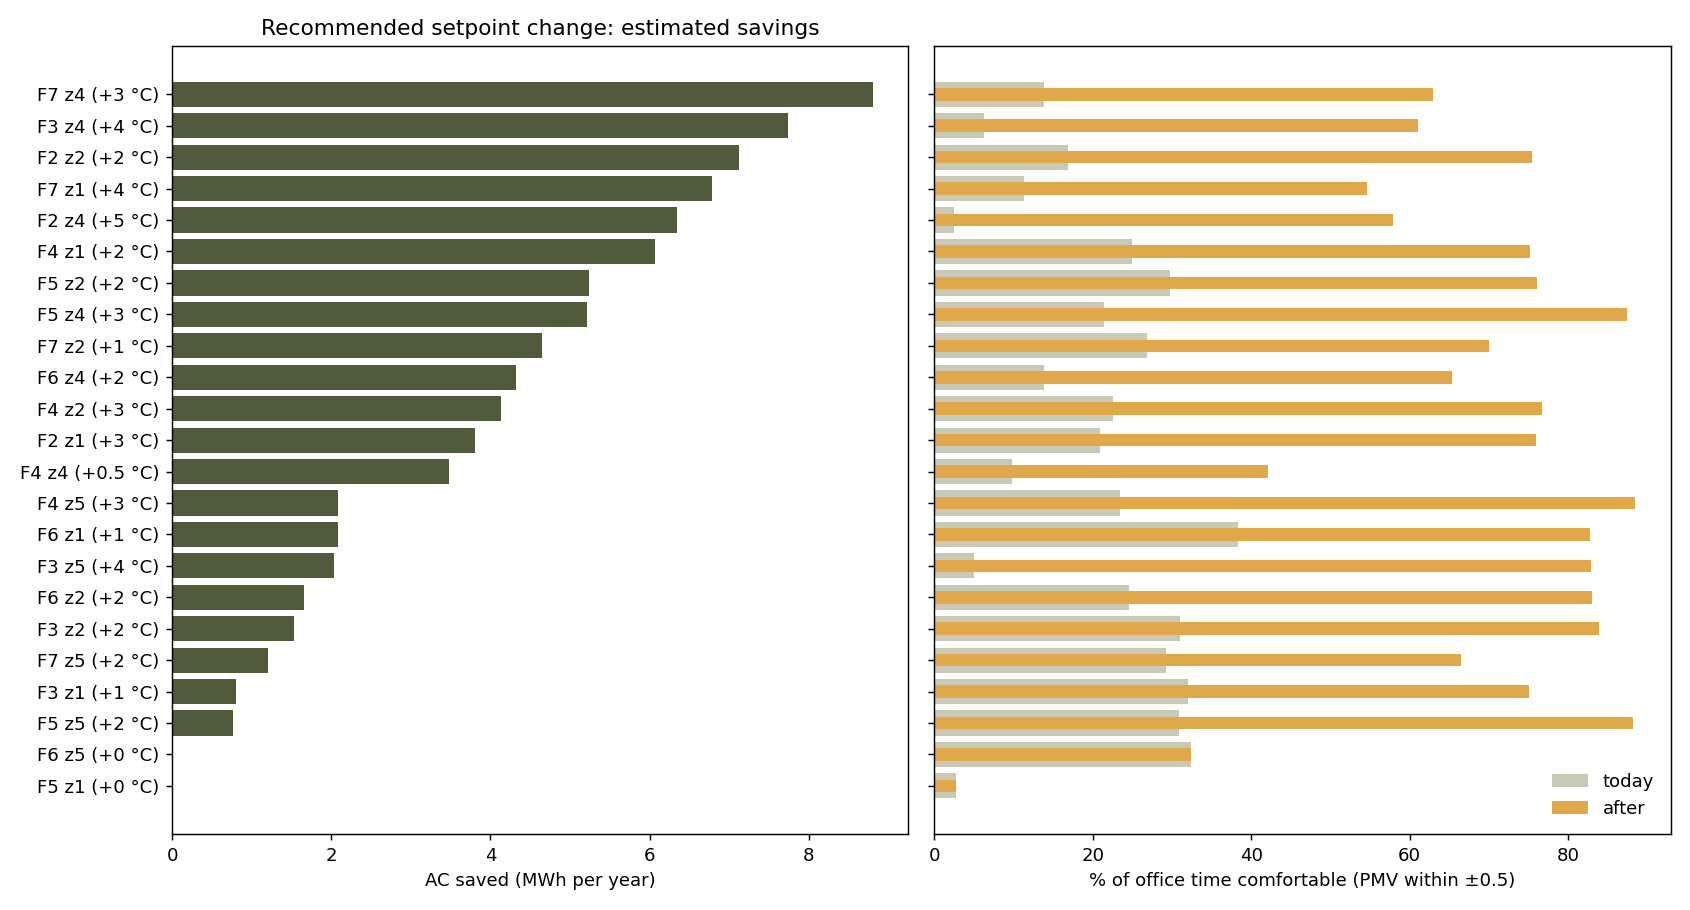 Recommended setpoint change: estimated savings
F7 z4 (+3 °C)
F3 z4 (+4 °C)
F2 z2 (+2 °C)
F7 z1 (+4 °C)
F2 z4 (+5 °C)
F4 z1 (+2 °C)
F5 z2 (+2 °C)
F5 z4 (+3 °C)
F7 z2 (+1 °C)
F6 z4 (+2 °C)
F4 z2 (+3 °C)
F2 z1 (+3 °C)
F4 z4 (+0.5 °C)
F4 z5 (+3 °C)
F6 z1 (+1 °C)
F3 z5 (+4 °C)
F6 z2 (+2 °C)
F3 z2 (+2 °C)
F7 z5 (+2 °C)
F3 z1 (+1 °C)
F5 z5 (+2 °C)
F6 z5 (+0 °C)
F5 z1 (+0 °C)
0 2 4 6 8
AC saved (MWh per year)
today
after
0 20 40 60 80
% of office time comfortable (PMV within ±0.5)